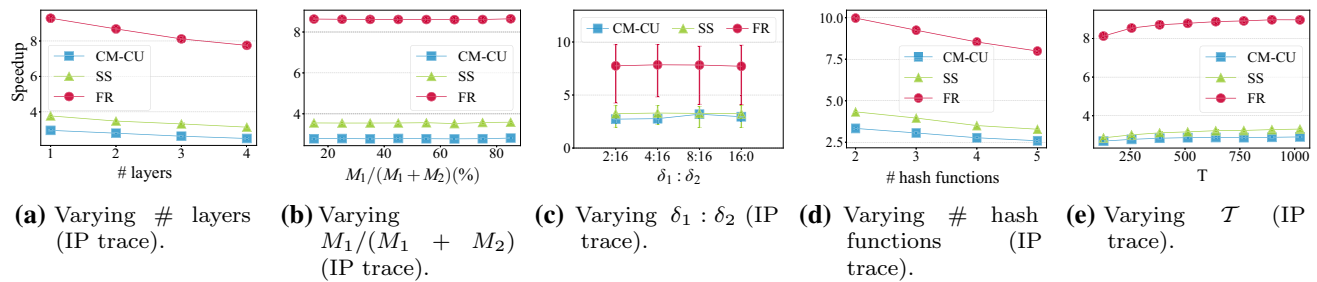 Speedup
8
6
4
CM-CU
SS
FR
1 2 3 4
# layers
8
6
4
CM-CU
SS
FR
20 40 60 80
M₁/(M₁+M₂)(%)
10
5
0
CM-CU SS FR
2:16 4:16 8:16 16:0
δ₁ : δ₂
10.0
7.5
5.0
2.5
CM-CU
SS
FR
2 3 4 5
# hash functions
8
6
4
CM-CU
SS
FR
250 500 750 1000
T
(a) Varying # layers
(IP trace).
(b) Varying
M₁/(M₁ + M₂)
(IP trace).
(c) Varying δ₁ : δ₂ (IP
trace).
(d) Varying # hash
functions (IP
trace).
(e) Varying 𝒯 (IP
trace).